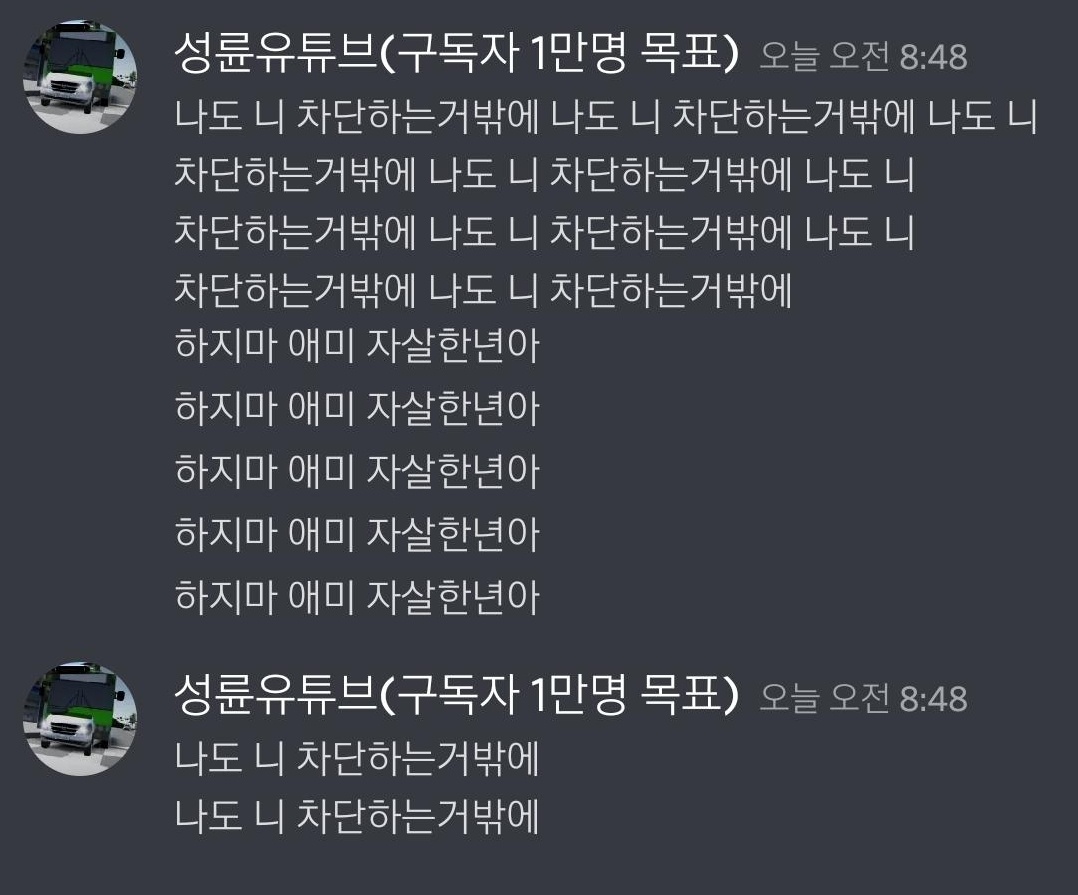 성륜유튜브(구독자 1만명 목표) 오늘 오전 8:48
나도 니 차단하는거밖에 나도 니 차단하는거밖에 나도 니
차단하는거밖에 나도 니 차단하는거밖에 나도 니
차단하는거밖에 나도 니 차단하는거밖에 나도 니
차단하는거밖에 나도 니 차단하는거밖에
하지마 애미 자살한년아
하지마 애미 자살한년아
하지마 애미 자살한년아
하지마 애미 자살한년아
하지마 애미 자살한년아
성륜유튜브(구독자 1만명 목표) 오늘 오전 8:48
나도 니 차단하는거밖에
나도 니 차단하는거밖에